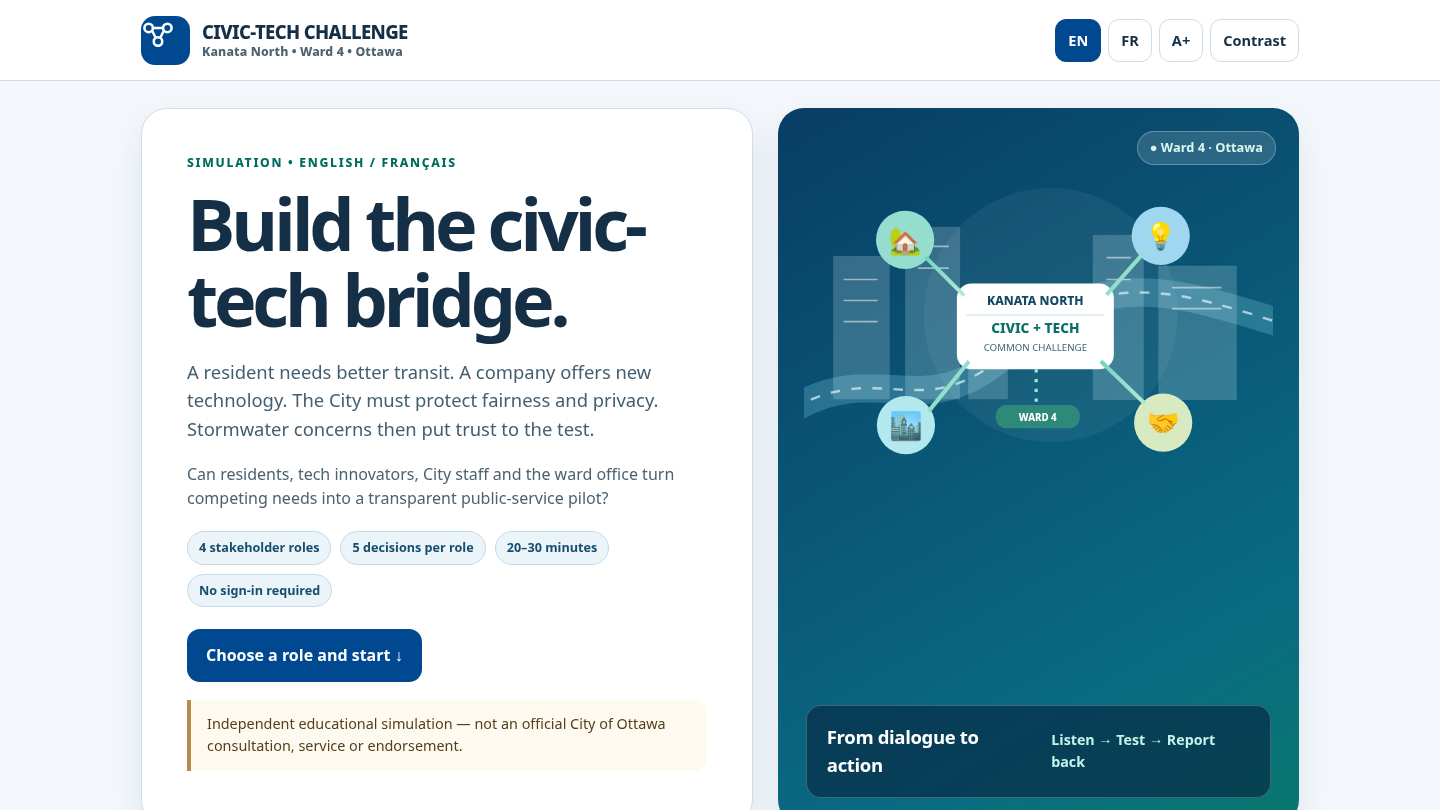 CIVIC-TECH CHALLENGE
Kanata North • Ward 4 • Ottawa
EN
FR
A+
Contrast
SIMULATION • ENGLISH / FRANÇAIS
Build the civic-
tech bridge.
A resident needs better transit. A company offers new
technology. The City must protect fairness and privacy.
Stormwater concerns then put trust to the test.
Can residents, tech innovators, City staff and the ward office turn
competing needs into a transparent public-service pilot?
4 stakeholder roles
5 decisions per role
20–30 minutes
No sign-in required
Choose a role and start ↓
Independent educational simulation — not an official City of Ottawa
consultation, service or endorsement.
● Ward 4 · Ottawa
KANATA NORTH
CIVIC + TECH
COMMON CHALLENGE
WARD 4
From dialogue to
action
Listen → Test → Report
back